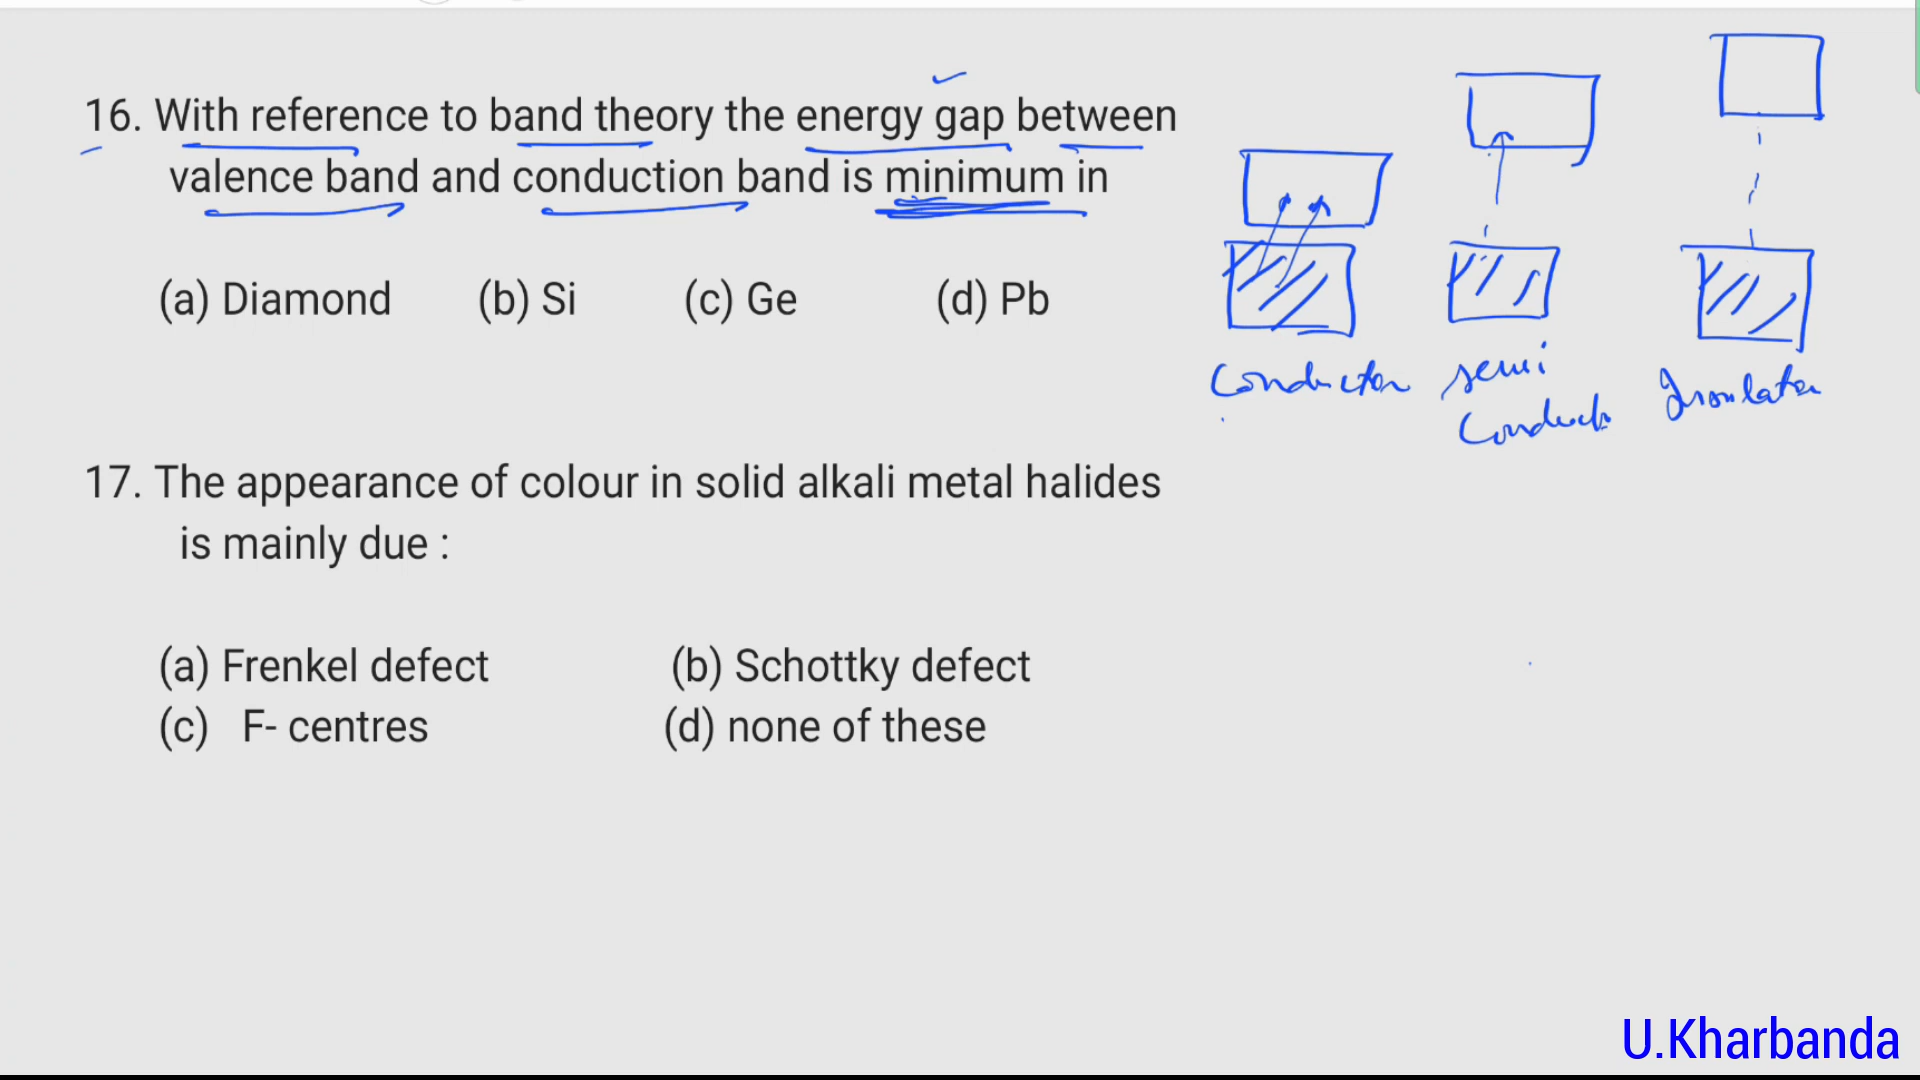 16. With reference to band theory the energy gap between
valence band and conduction band is minimum in
(a) Diamond (b) Si (c) Ge (d) Pb
Conductor semi Insulator
Conduct
17. The appearance of colour in solid alkali metal halides
is mainly due :
(a) Frenkel defect (b) Schottky defect
(c) F- centres (d) none of these
U.Kharbanda